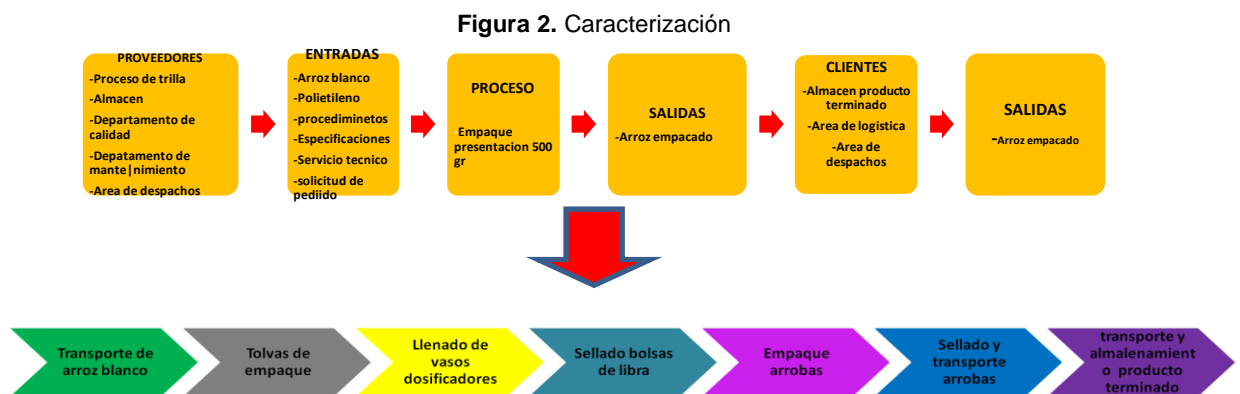 Figura 2. Caracterización
PROVEEDORES
-Proceso de trilla
-Almacen
-Departamento de
calidad
-Depatamento de
mante|nimiento
-Area de despachos
ENTRADAS
-Arroz blanco
-Polietileno
-procediminetos
-Especificaciones
-Servicio tecnico
-solicitud de
pediido
PROCESO
-Empaque
presentacion 500
gr
SALIDAS
-Arroz empacado
CLIENTES
-Almacen producto
terminado
-Area de logistica
-Area de
despachos
SALIDAS
-Arroz empacado
Transporte de
arroz blanco
Tolvas de
empaque
Llenado de
vasos
dosificadores
Sellado bolsas
de libra
Empaque
arrobas
Sellado y
transporte
arrobas
transporte y
almalenamient
o producto
terminado